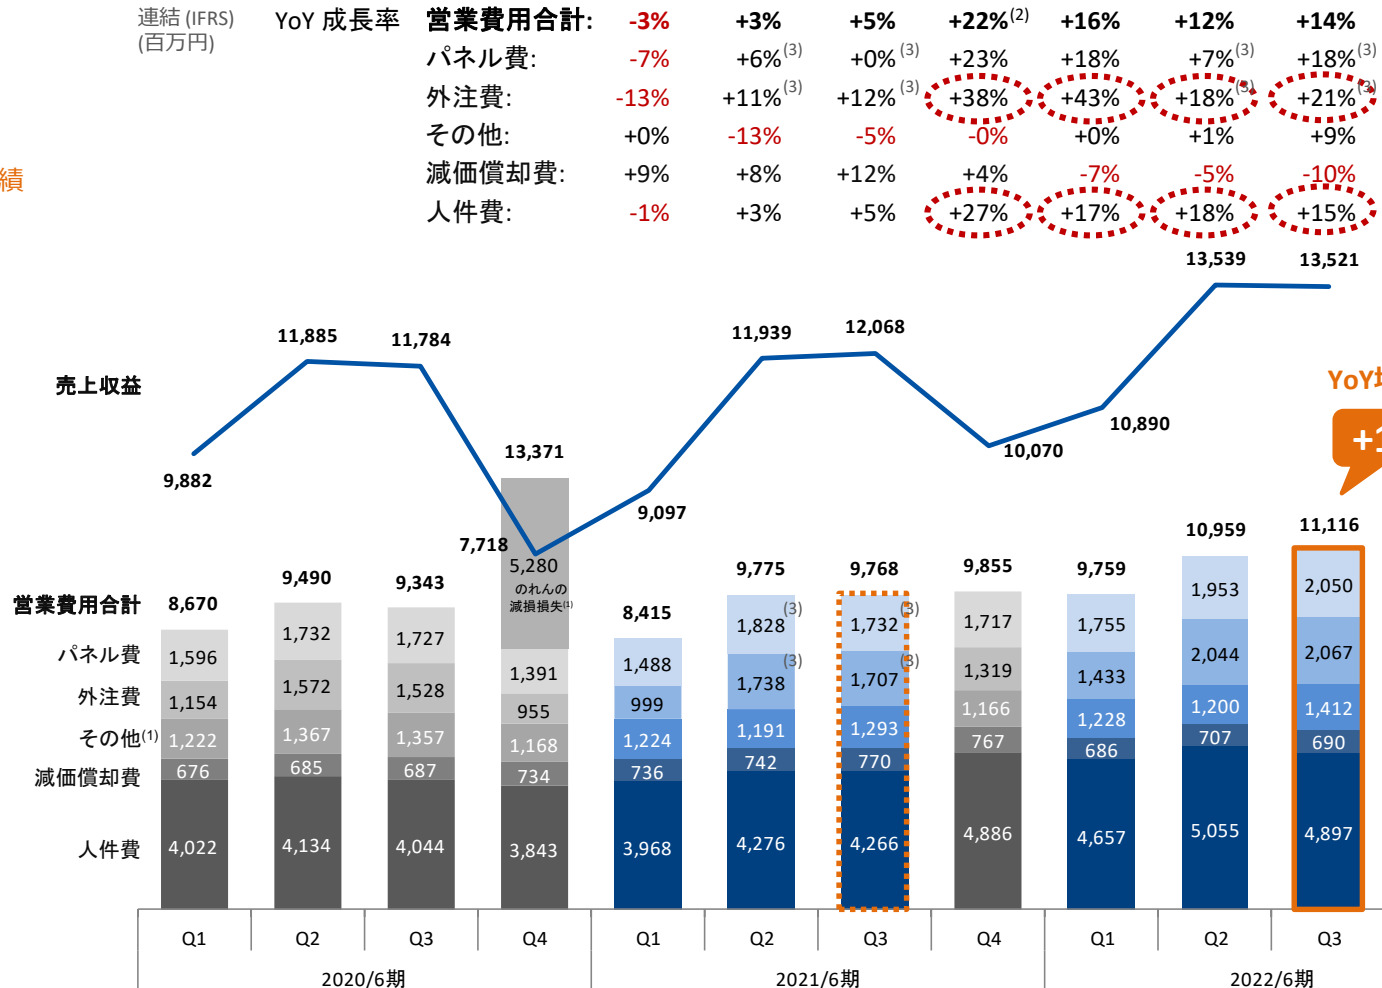 連結 (IFRS)
(百万円)
YoY 成長率
営業費用合計: -3% +3% +5% +22%(2) +16% +12% +14%
パネル費: -7% +6%(3) +0%(3) +23% +18% +7%(3) +18%(3)
外注費: -13% +11%(3) +12%(3) +38% +43% +18%(3) +21%(3)
その他: +0% -13% -5% -0% +0% +1% +9%
減価償却費: +9% +8% +12% +4% -7% -5% -10%
人件費: -1% +3% +5% +27% +17% +18% +15%
績
売上収益
9,882 11,885 11,784 7,718 9,097 11,939 12,068 10,070 10,890 13,539 13,521
YoY
+1
13,371
5,280
のれんの
減損損失(1)
営業費用合計 8,670 9,490 9,343 8,415 9,775 9,768 9,855 9,759 10,959 11,116
パネル費 1,596 1,732 1,727 1,391 1,488 1,828(3) 1,732(3) 1,717 1,755 1,953 2,050
外注費 1,154 1,572 1,528 955 999 1,738(3) 1,707(3) 1,319 1,433 2,044 2,067
その他(1) 1,222 1,367 1,357 1,168 1,224 1,191 1,293 1,166 1,228 1,200 1,412
減価償却費 676 685 687 734 736 742 770 767 686 707 690
人件費 4,022 4,134 4,044 3,843 3,968 4,276 4,266 4,886 4,657 5,055 4,897
Q1 Q2 Q3 Q4 Q1 Q2 Q3 Q4 Q1 Q2 Q3
2020/6期 2021/6期 2022/6期